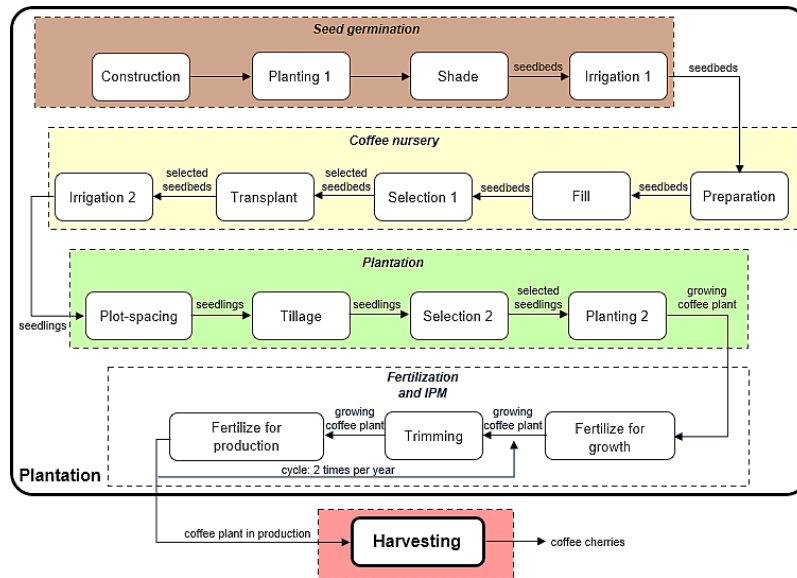 Seed germination
Construction
Planting 1
Shade
seedbeds
Irrigation 1
seedbeds
Coffee nursery
Irrigation 2
selected
seedbeds
Transplant
selected
seedbeds
Selection 1
seedbeds
Fill
seedbeds
Preparation
Plantation
seedlings
Plot-spacing
seedlings
Tillage
seedlings
Selection 2
selected
seedlings
Planting 2
growing
coffee plant
Fertilization
and IPM
Fertilize for
production
growing
coffee plant
Trimming
growing
coffee plant
Fertilize for
growth
cycle: 2 times per year
Plantation
coffee plant in production
Harvesting
coffee cherries